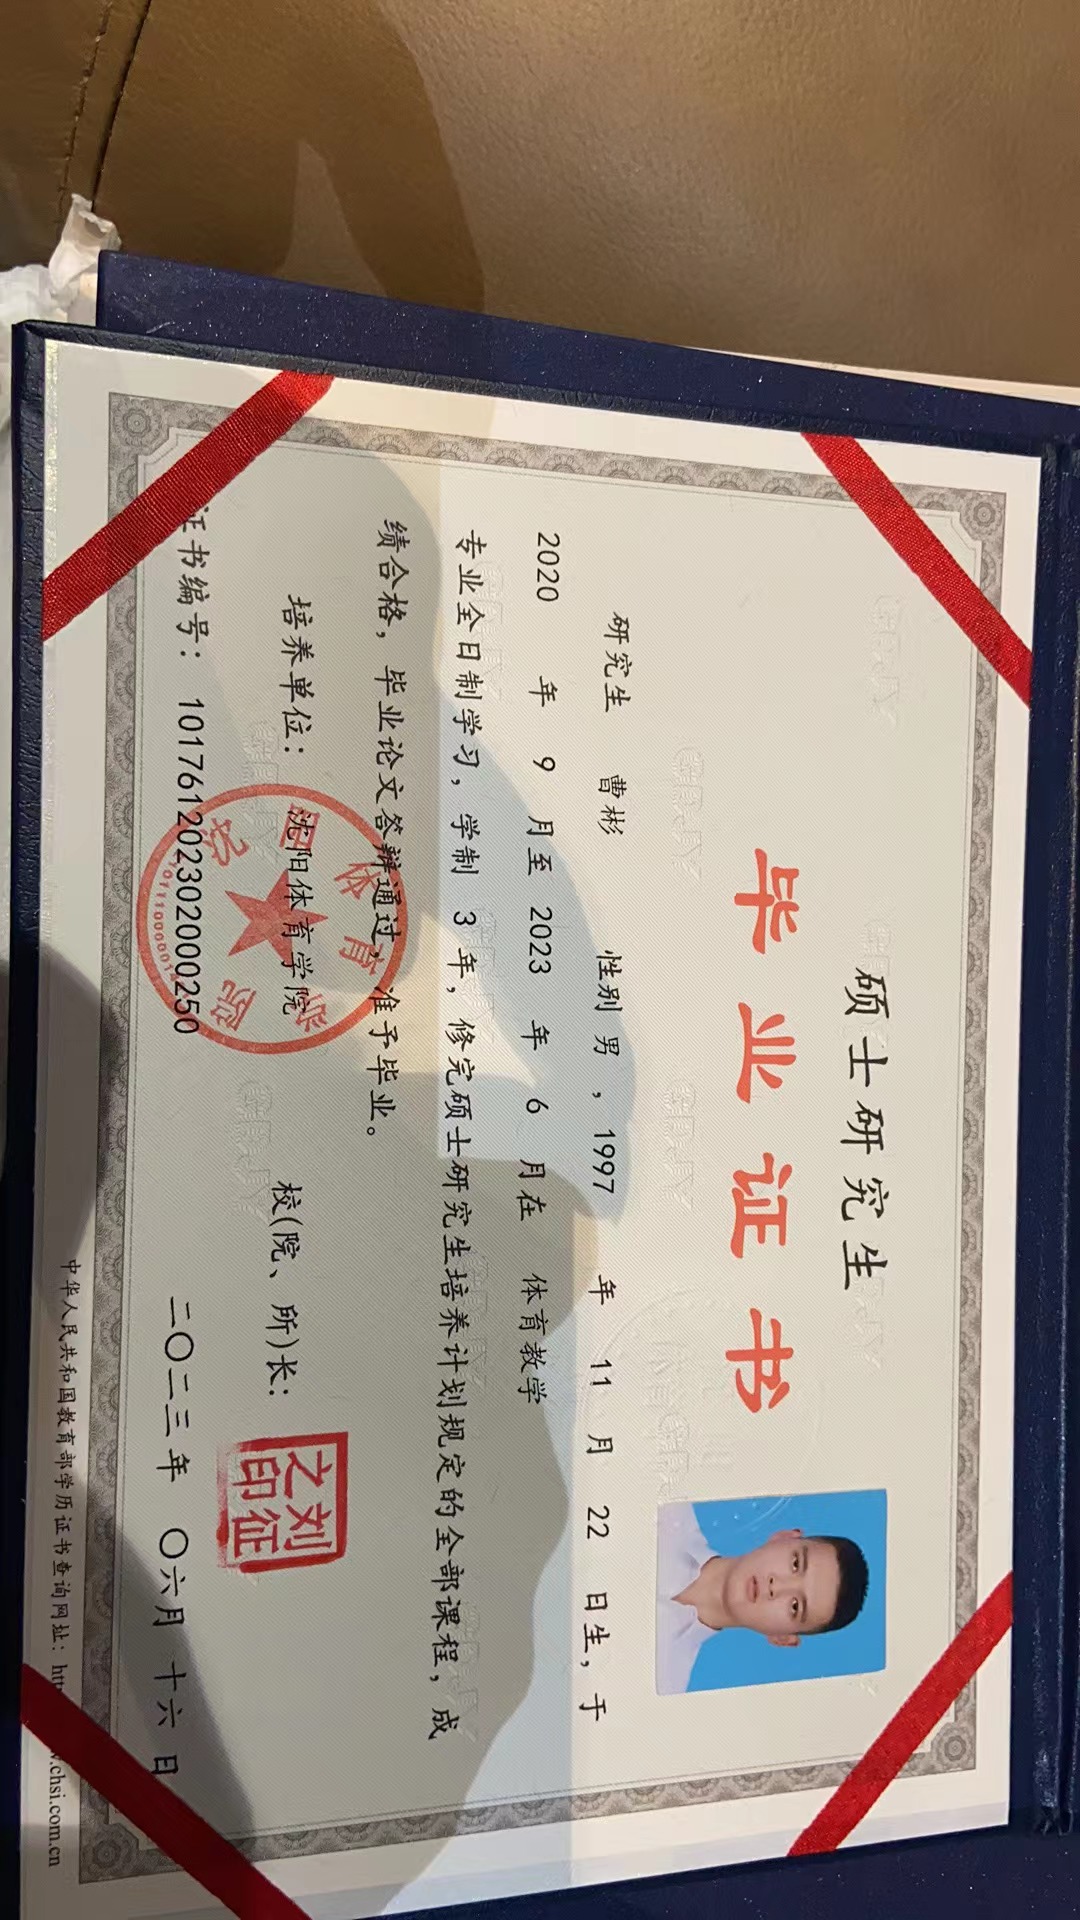 硕士研究生
毕业证书
研究生 曹彬 性别 男 , 1997 年 11 月 22 日生, 于
2020 年 9 月至 2023 年 6 月在 体育教学
专业全日制学习, 学制 3 年, 修完硕士研究生培养计划规定的全部课程, 成
绩合格, 毕业论文答辩通过, 准予毕业。
培养单位: 沈阳体育学院 校(院、所)长:
刘征之印
证书编号: 101761202302000250 二〇二三年 〇六月 十六 日
中华人民共和国教育部学历证书查询网址: .chsi.com.cn